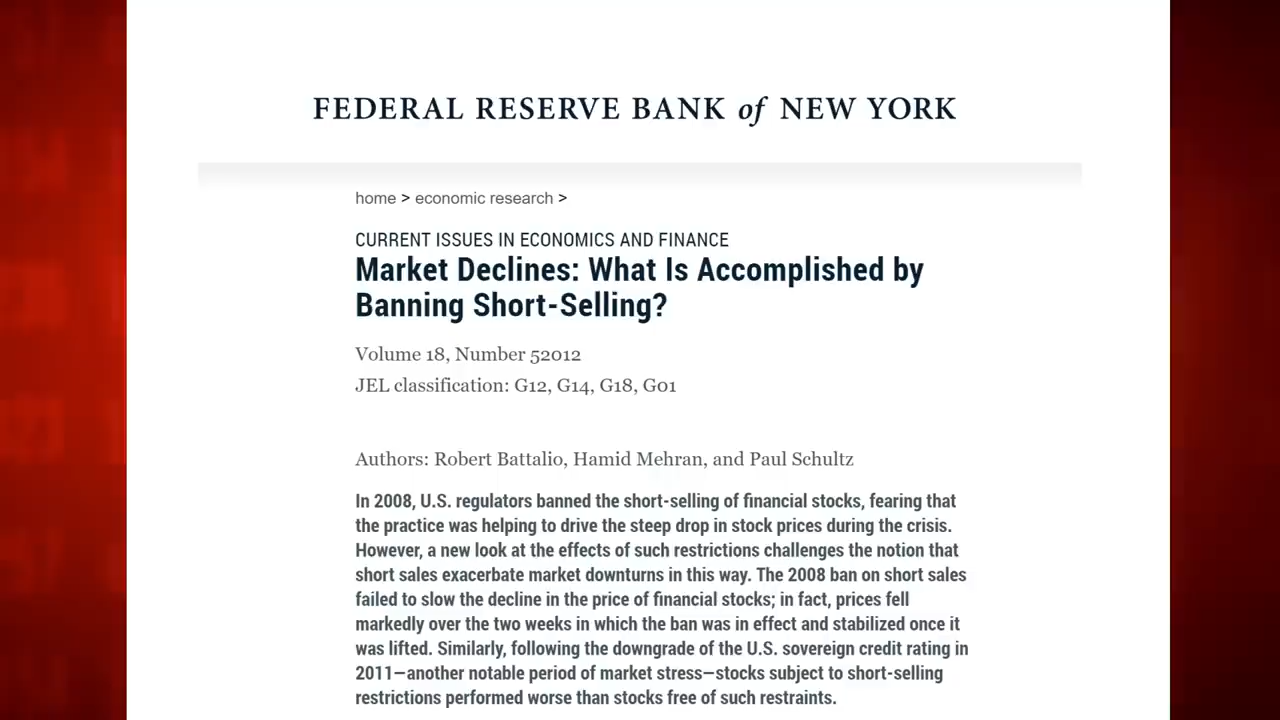 FEDERAL RESERVE BANK of NEW YORK
home > economic research >
CURRENT ISSUES IN ECONOMICS AND FINANCE
Market Declines: What Is Accomplished by
Banning Short-Selling?
Volume 18, Number 52012
JEL classification: G12, G14, G18, G01
Authors: Robert Battalio, Hamid Mehran, and Paul Schultz
In 2008, U.S. regulators banned the short-selling of financial stocks, fearing that
the practice was helping to drive the steep drop in stock prices during the crisis.
However, a new look at the effects of such restrictions challenges the notion that
short sales exacerbate market downturns in this way. The 2008 ban on short sales
failed to slow the decline in the price of financial stocks; in fact, prices fell
markedly over the two weeks in which the ban was in effect and stabilized once it
was lifted. Similarly, following the downgrade of the U.S. sovereign credit rating in
2011—another notable period of market stress—stocks subject to short-selling
restrictions performed worse than stocks free of such restraints.